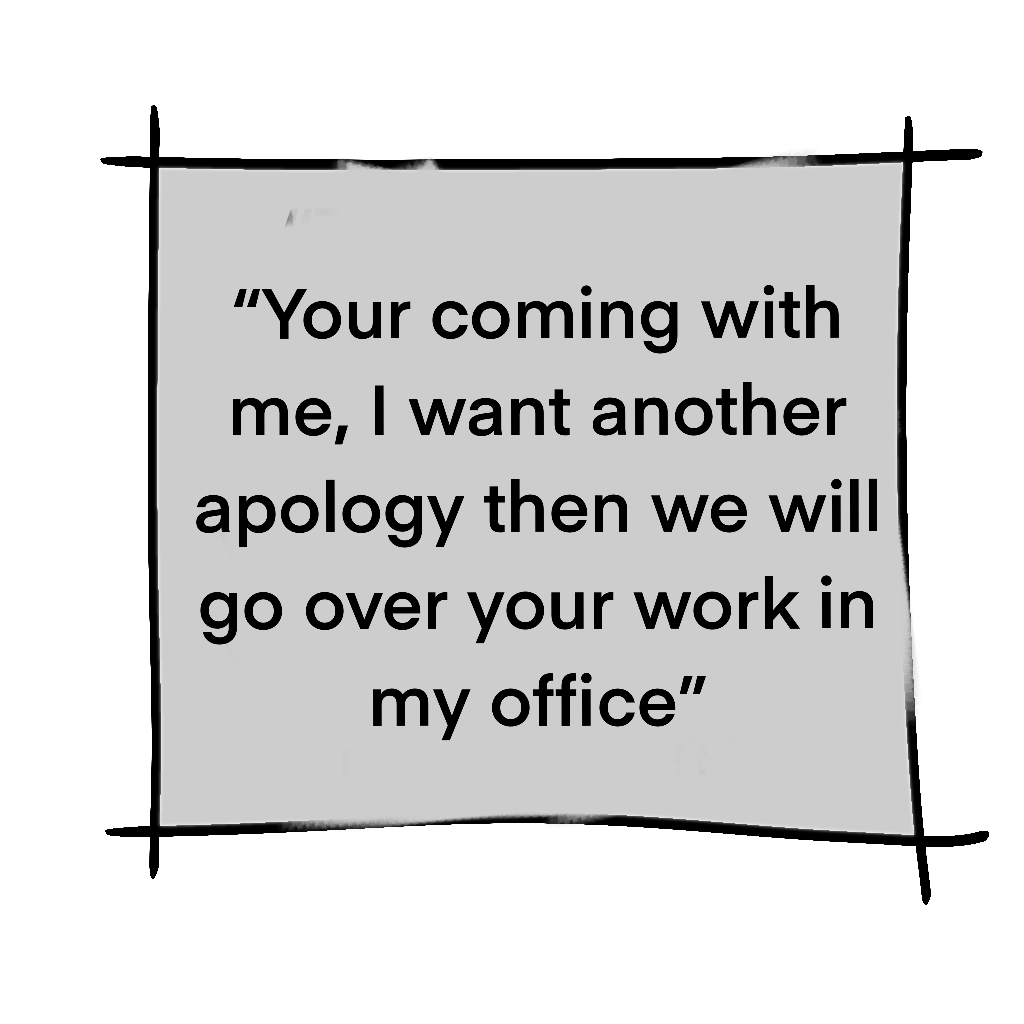 “Your coming with
me, I want another
apology then we will
go over your work in
my office”